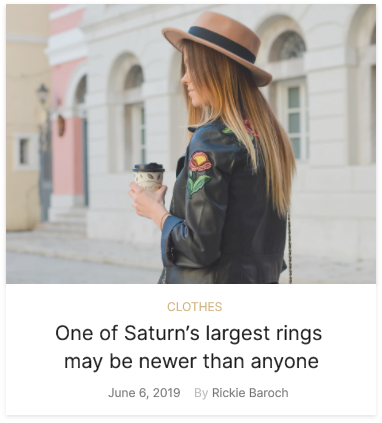 CLOTHES
One of Saturn’s largest rings
may be newer than anyone
June 6, 2019 By Rickie Baroch